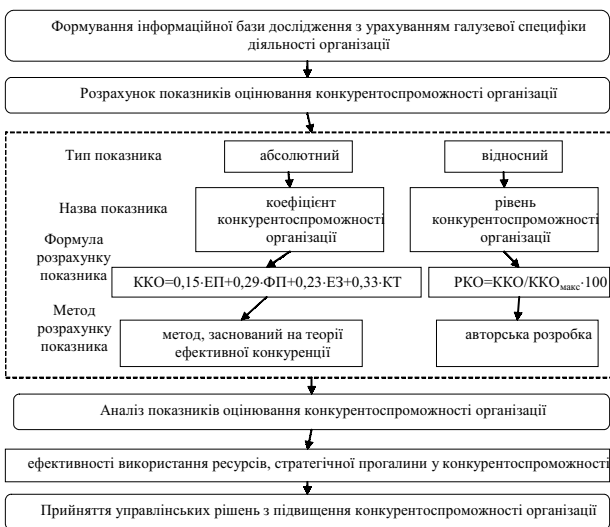 Формування інформаційної бази дослідження з урахуванням галузевої специфіки
діяльності організації
Розрахунок показників оцінювання конкурентоспроможності організації
Тип показника
абсолютний
відносний
Назва показника
коефіцієнт
конкурентоспроможності
організації
рівень
конкурентоспроможності
організації
Формула
розрахунку
показника
ККО=0,15·ЕП+0,29·ФП+0,23·ЕЗ+0,33·КТ
РКО=ККО/ККОмакс·100
Метод
розрахунку
показника
метод, заснований на теорії
ефективної конкуренції
авторська розробка
Аналіз показників оцінювання конкурентоспроможності організації
ефективності використання ресурсів, стратегічної прогалини у конкурентоспроможності
Прийняття управлінських рішень з підвищення конкурентоспроможності організації